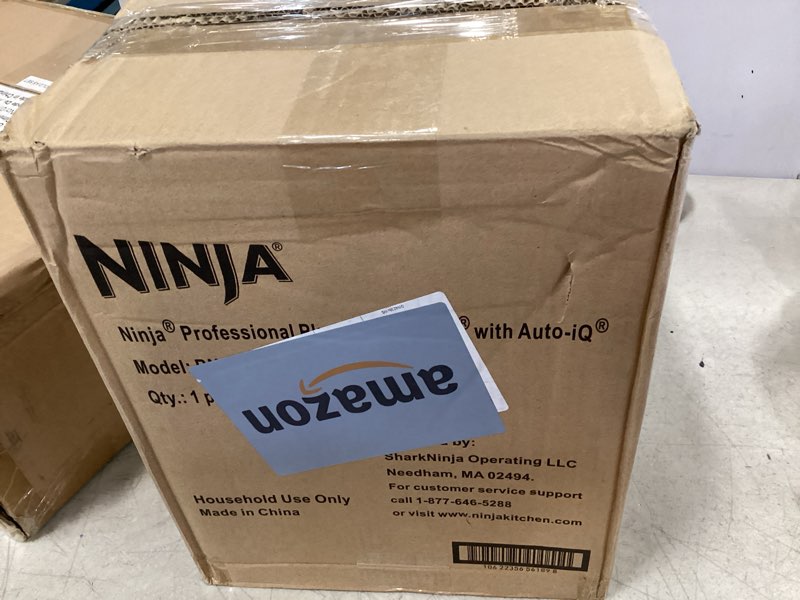 NINJA®
Ninja® Professional ® with Auto-iQ®
Model:
Qty.: 1
amazon
by:
SharkNinja Operating LLC
Needham, MA 02494.
For customer service support
call 1-877-646-5288
or visit www.ninjakitchen.com
Household Use Only
Made in China